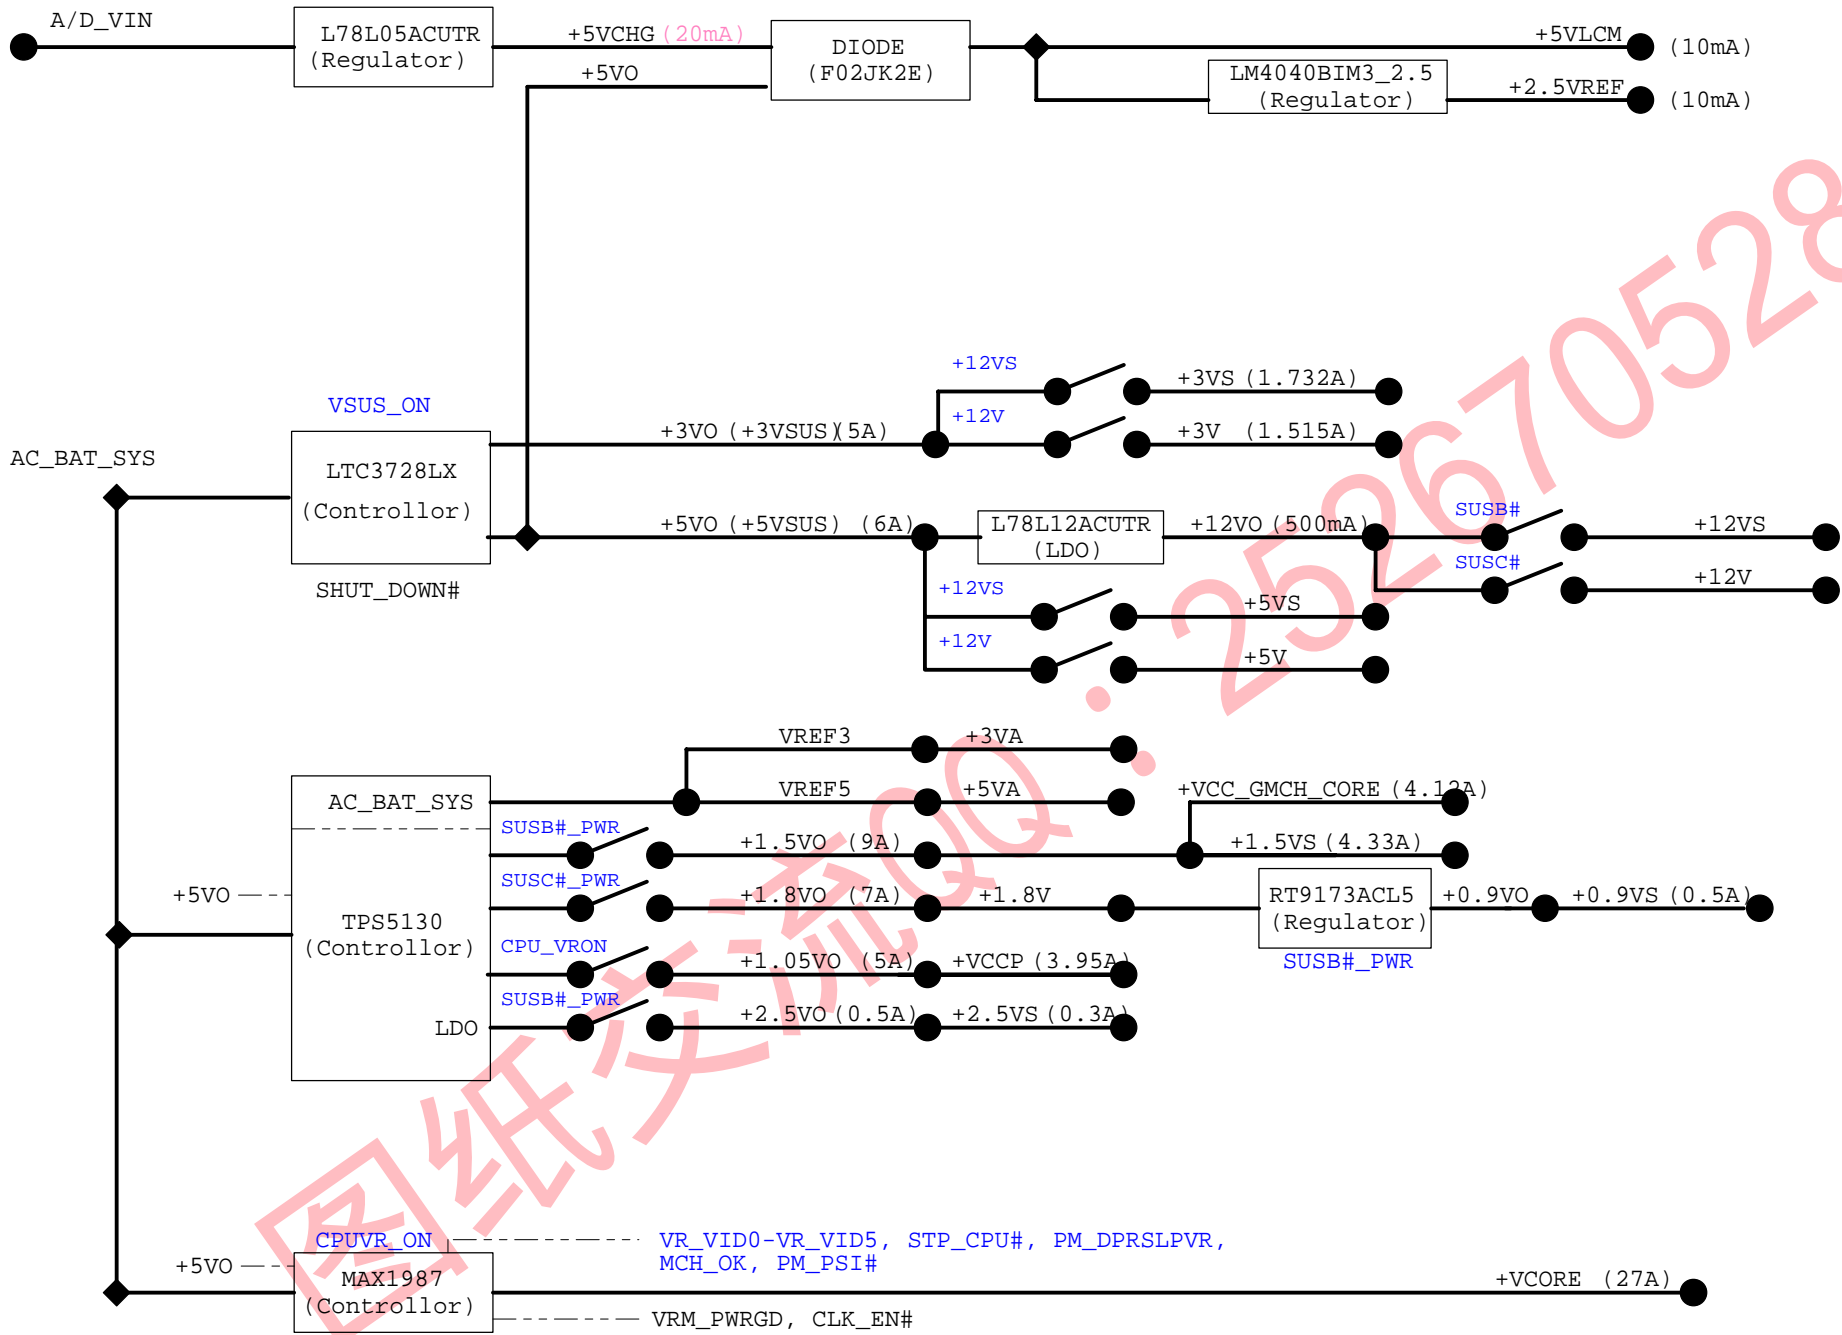 A/D_VIN
L78L05ACUTR
(Regulator)
+5VCHG (20mA)
+5VO
DIODE
(F02JK2E)
+5VLCM (10mA)
LM4040BIM3_2.5
(Regulator)
+2.5VREF (10mA)
VSUS_ON
AC_BAT_SYS
LTC3728LX
(Controllor)
SHUT_DOWN#
+3VO (+3VSUS)(5A)
+12VS
+3VS (1.732A)
+12V
+3V (1.515A)
+5VO (+5VSUS) (6A)
L78L12ACUTR
(LDO)
+12VO (500mA)
SUSB#
+12VS
SUSC#
+12V
+12VS
+5VS
+12V
+5V
VREF3 +3VA
AC_BAT_SYS
VREF5 +5VA
+VCC_GMCH_CORE (4.12A)
SUSB#_PWR
+1.5VO (9A)
+1.5VS (4.33A)
+5VO
SUSC#_PWR
+1.8VO (7A) +1.8V
RT9173ACL5
(Regulator)
SUSB#_PWR
+0.9VO +0.9VS (0.5A)
TPS5130
(Controllor)
CPU_VRON
+1.05VO (5A) +VCCP (3.95A)
SUSB#_PWR
LDO
+2.5VO (0.5A) +2.5VS (0.3A)
CPUVR_ON
VR_VID0-VR_VID5, STP_CPU#, PM_DPRSLPVR,
MCH_OK, PM_PSI#
+5VO
MAX1987
(Controllor)
+VCORE (27A)
VRM_PWRGD, CLK_EN#
图纸交流QQ：252670528